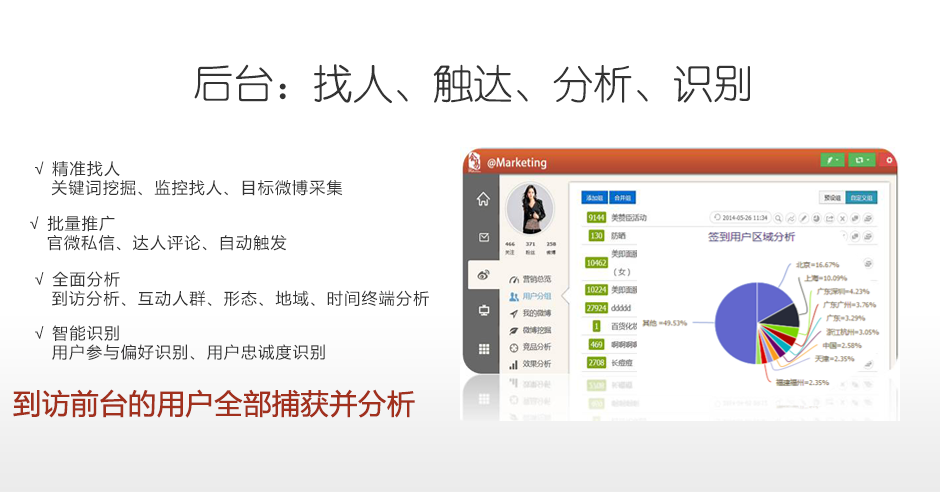 后台：找人、触达、分析、识别
√ 精准找人
关键词挖掘、监控找人、目标微博采集
√ 批量推广
官微私信、达人评论、自动触发
√ 全面分析
到访分析、互动人群、形态、地域、时间终端分析
√ 智能识别
用户参与偏好识别、用户忠诚度识别
到访前台的用户全部捕获并分析
@Marketing
466 371 258
关注 粉丝 微博
营销总览
用户分组
我的微博
微博挖掘
竞品分析
效果分析
添加组 合并组
预设组 自定义组
9144 美赞臣活动
2014-05-26 11:34
130 防晒
10462 美即面膜
（女）
10224 美即面膜
27924 ddddd
1 百货化妆
469 啊啊啊啊
2708 长痘痘
签到用户区域分析
北京=16.67%
上海=10.09%
广东深圳=4.23%
广东广州=3.76%
广东=3.29%
浙江杭州=3.05%
中国=2.58%
天津=2.35%
福建福州=2.35%
其他=49.53%